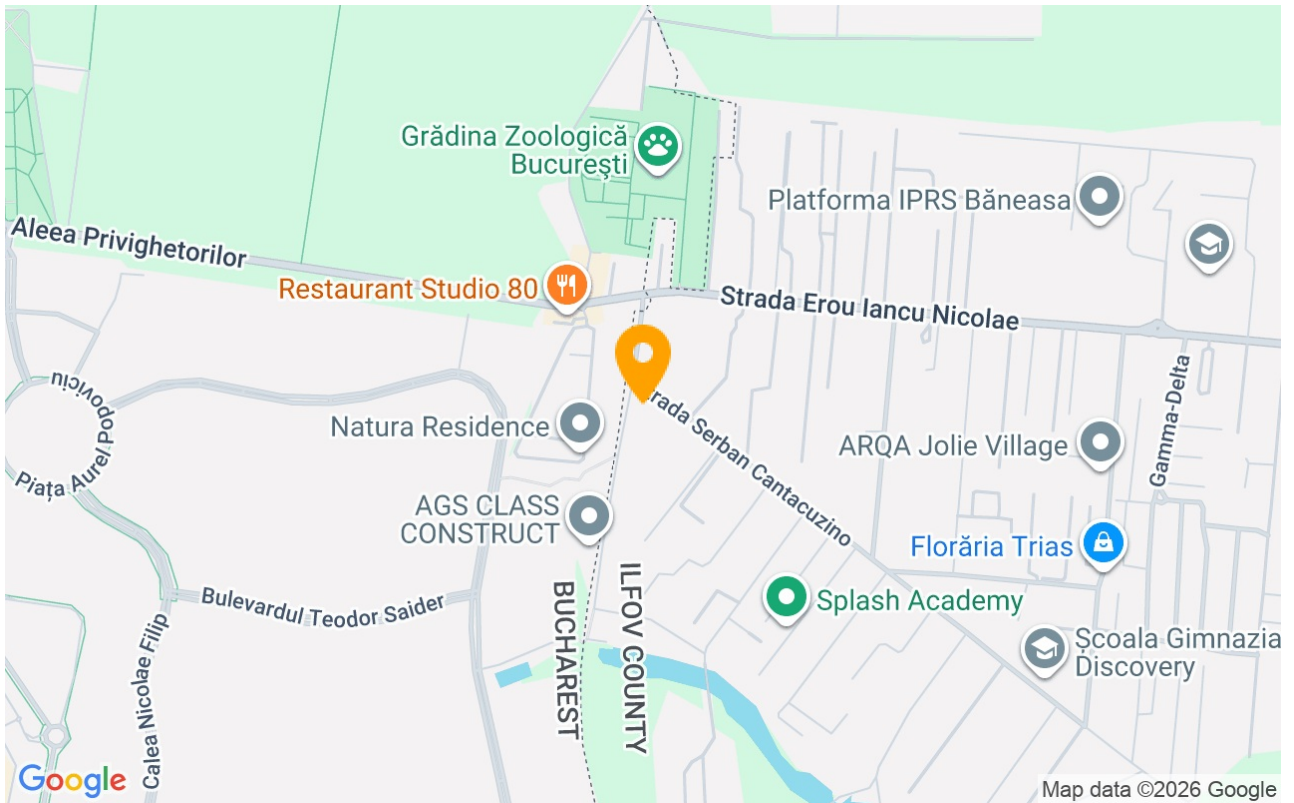 Grădina Zoologică
București
Platforma IPRS Băneasa
Aleea Privighetorilor
Restaurant Studio 80
Strada Erou Iancu Nicolae
Piața Aurel Popoviciu
Natura Residence
rada Serban Cantacuzino
ARQA Jolie Village
Gamma-Delta
AGS CLASS
CONSTRUCT
Florăria Trias
Bulevardul Teodor Saider
BUCHAREST
ILFOV COUNTY
Splash Academy
Calea Nicolae Filip
Școala Gimnazia
Discovery
Google
Map data ©2026 Google